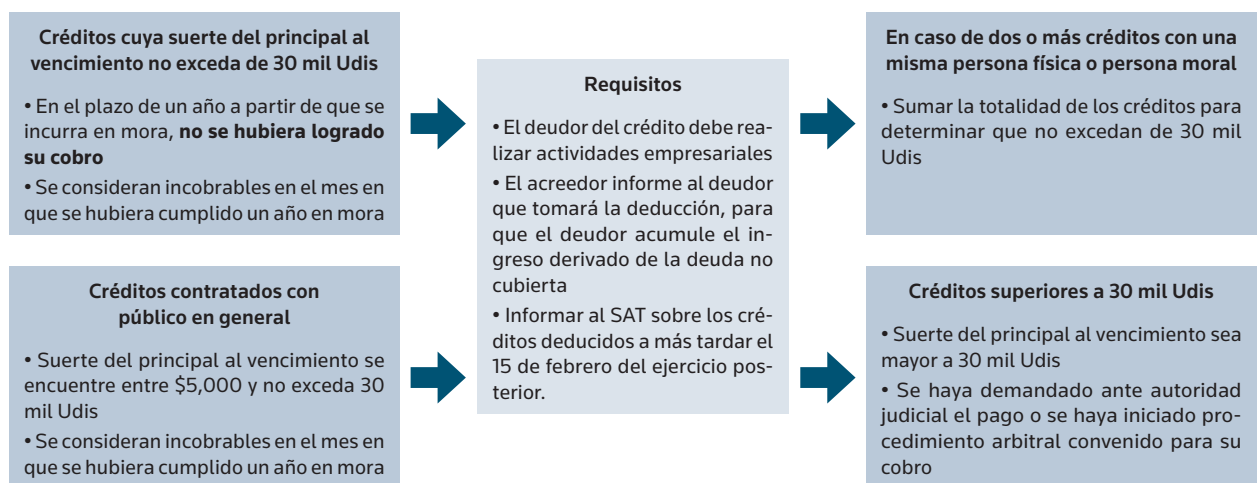 Créditos cuya suerte del principal al
vencimiento no exceda de 30 mil Udis
• En el plazo de un año a partir de que se
incurra en mora, no se hubiera logrado
su cobro
• Se consideran incobrables en el mes en
que se hubiera cumplido un año en mora
Créditos contratados con
público en general
• Suerte del principal al vencimiento se
encuentre entre $5,000 y no exceda 30
mil Udis
• Se consideran incobrables en el mes en
que se hubiera cumplido un año en mora
Requisitos
• El deudor del crédito debe rea-
lizar actividades empresariales
• El acreedor informe al deudor
que tomará la deducción, para
que el deudor acumule el in-
greso derivado de la deuda no
cubierta
• Informar al SAT sobre los cré-
ditos deducidos a más tardar el
15 de febrero del ejercicio pos-
terior.
En caso de dos o más créditos con una
misma persona física o persona moral
• Sumar la totalidad de los créditos para
determinar que no excedan de 30 mil
Udis
Créditos superiores a 30 mil Udis
• Suerte del principal al vencimiento sea
mayor a 30 mil Udis
• Se haya demandado ante autoridad
judicial el pago o se haya iniciado pro-
cedimiento arbitral convenido para su
cobro